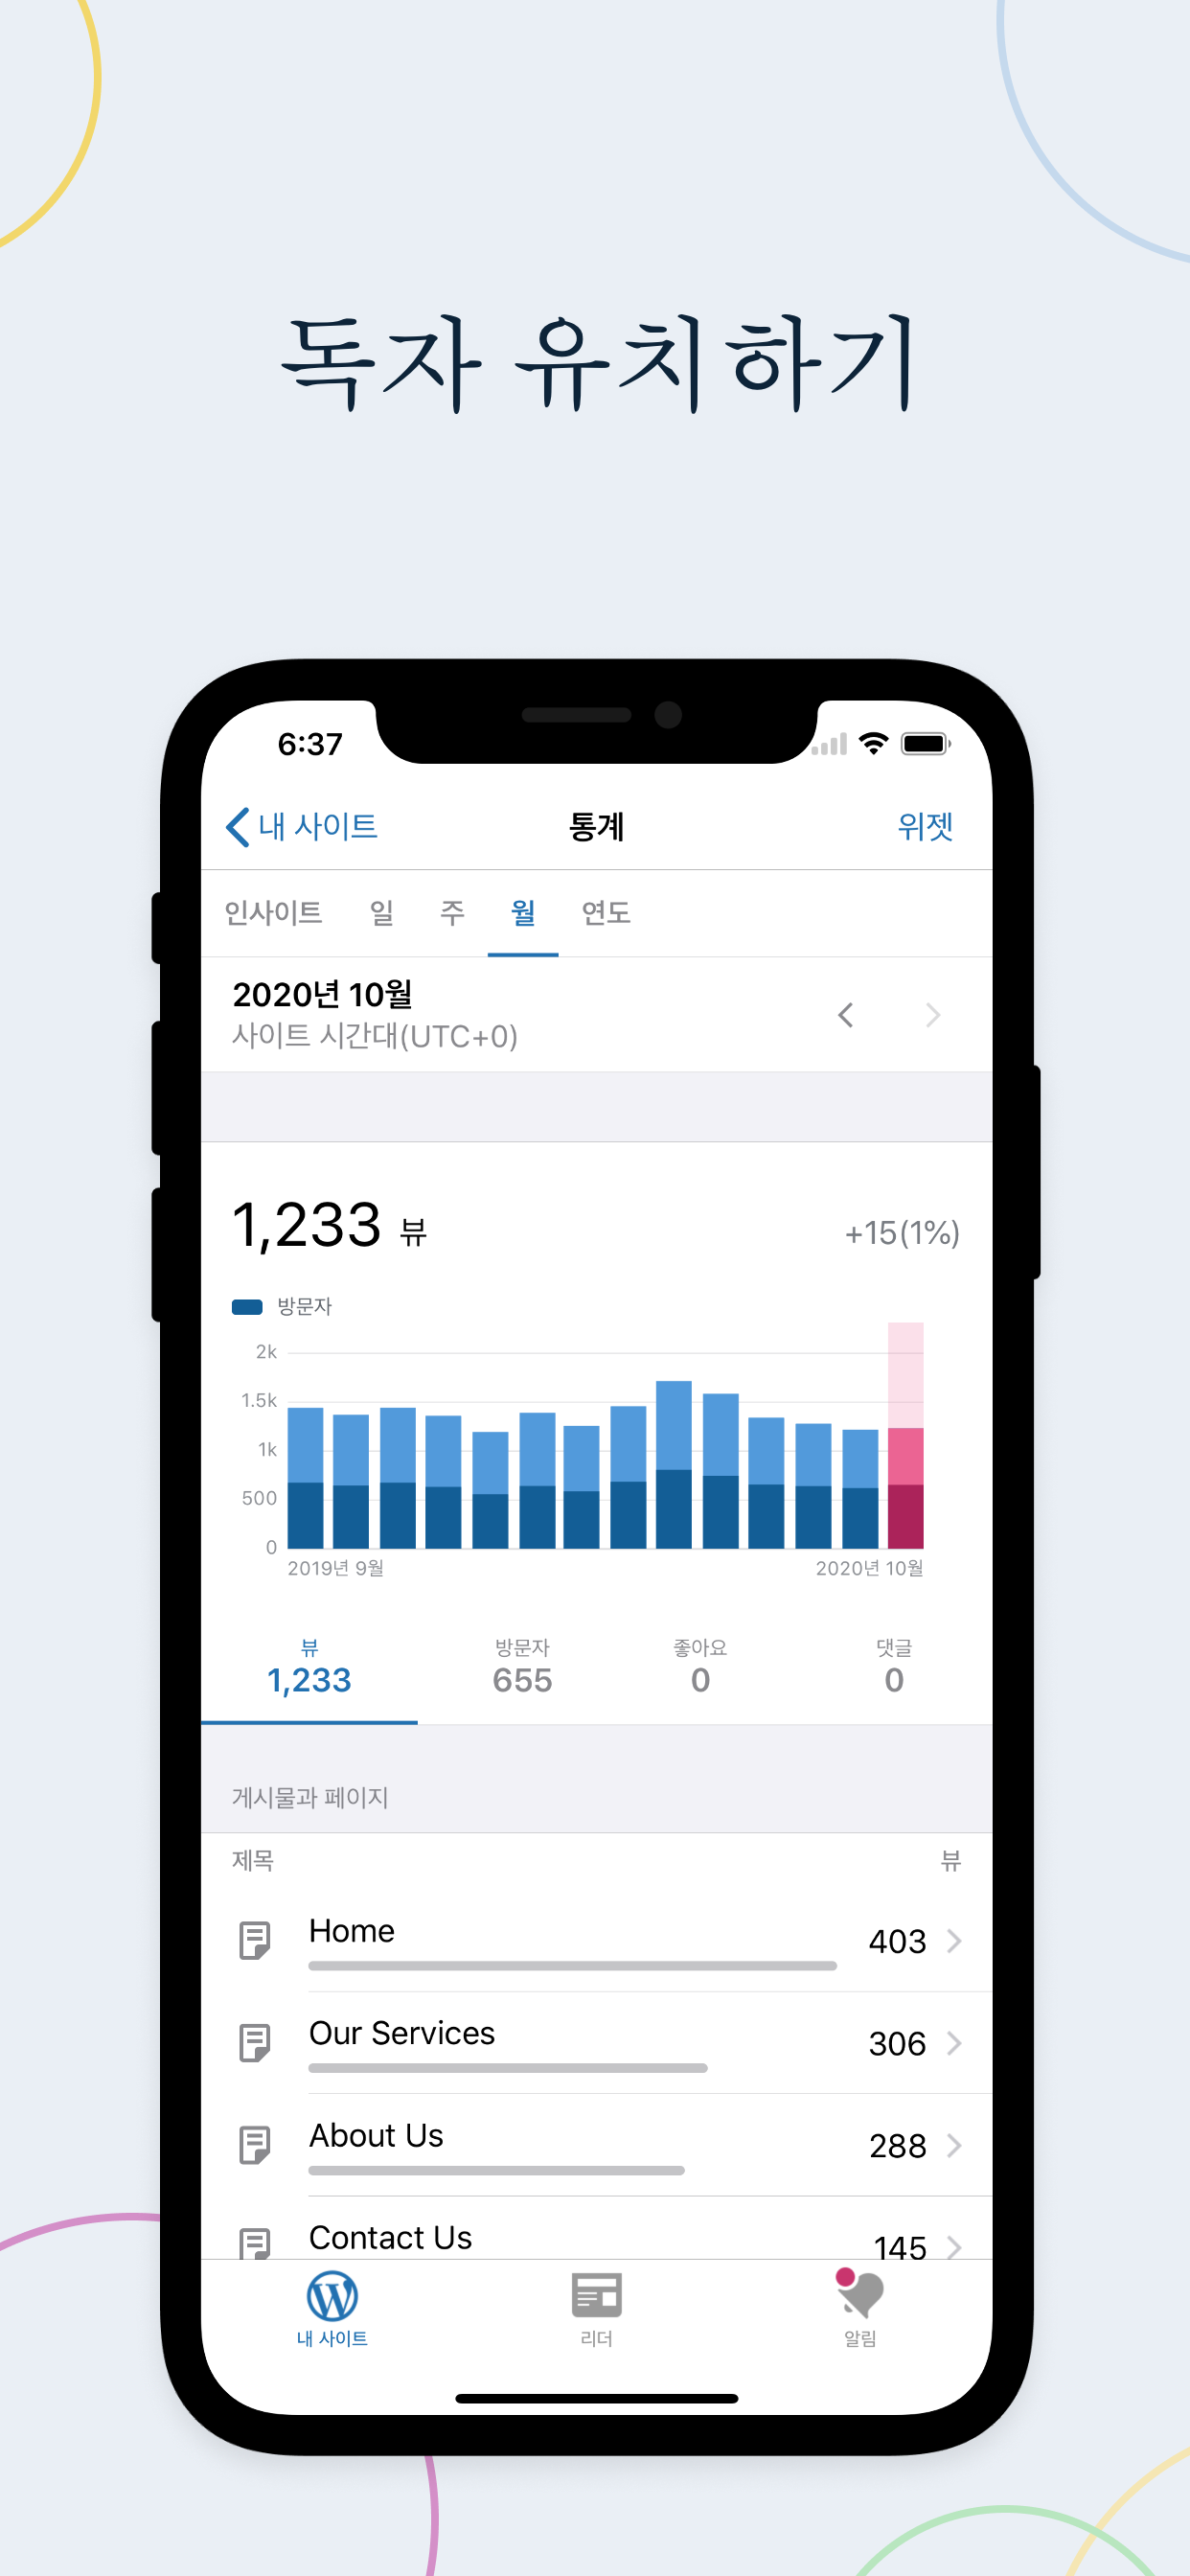 독자 유치하기
6:37
내 사이트 통계 위젯
인사이트 일 주 월 연도
2020년 10월
사이트 시간대(UTC+0)
1,233 뷰 +15(1%)
방문자
2k
1.5k
1k
500
0
2019년 9월 2020년 10월
뷰 방문자 좋아요 댓글
1,233 655 0 0
게시물과 페이지
제목 뷰
Home 403
Our Services 306
About Us 288
Contact Us 145
내 사이트 리더 알림